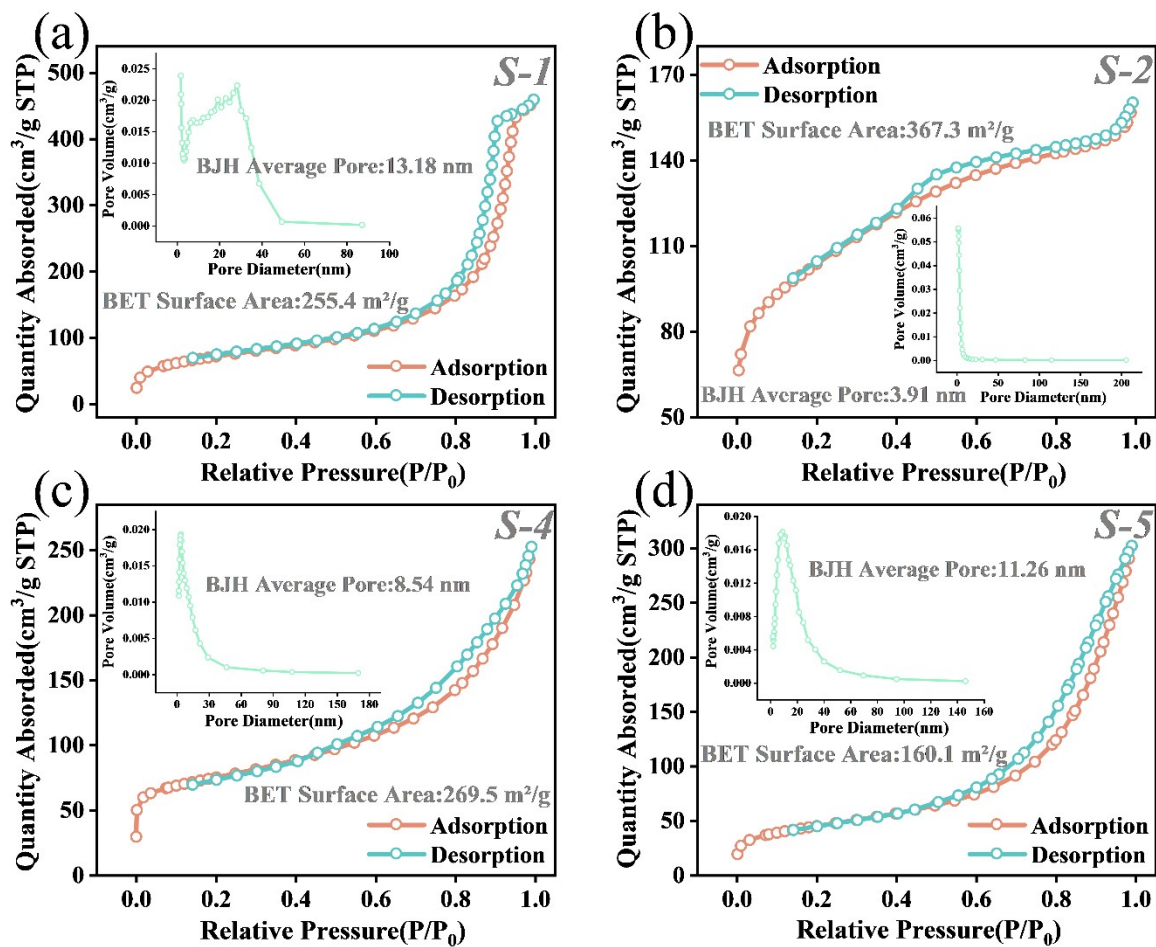 (a)
S-1
500
400
300
200
100
0
0.0 0.2 0.4 0.6 0.8 1.0
Quantity Absorded(cm³/g STP)
Relative Pressure(P/P₀)
0.025
0.020
0.015
0.010
0.005
0.000
0 20 40 60 80 100
Pore Volume(cm³/g)
Pore Diameter(nm)
BJH Average Pore:13.18 nm
BET Surface Area:255.4 m²/g
Adsorption
Desorption
(b)
S-2
Adsorption
Desorption
BET Surface Area:367.3 m²/g
170
140
110
80
50
0.0 0.2 0.4 0.6 0.8 1.0
Quantity Absorded(cm³/g STP)
Relative Pressure(P/P₀)
0.06
0.05
0.04
0.03
0.02
0.01
0.00
0 50 100 150 200
Pore Volume(cm³/g)
Pore Diameter(nm)
BJH Average Pore:3.91 nm
(c)
S-4
250
200
150
100
50
0
0.0 0.2 0.4 0.6 0.8 1.0
Quantity Absorded(cm³/g STP)
Relative Pressure(P/P₀)
0.020
0.015
0.010
0.005
0.000
0 30 60 90 120 150 180
Pore Volume(cm³/g)
Pore Diameter(nm)
BJH Average Pore:8.54 nm
BET Surface Area:269.5 m²/g
Adsorption
Desorption
(d)
S-5
300
250
200
150
100
50
0
0.0 0.2 0.4 0.6 0.8 1.0
Quantity Absorded(cm³/g STP)
Relative Pressure(P/P₀)
0.020
0.016
0.012
0.008
0.004
0.000
0 20 40 60 80 100 120 140 160
Pore Volume(cm³/g)
Pore Diameter(nm)
BJH Average Pore:11.26 nm
BET Surface Area:160.1 m²/g
Adsorption
Desorption